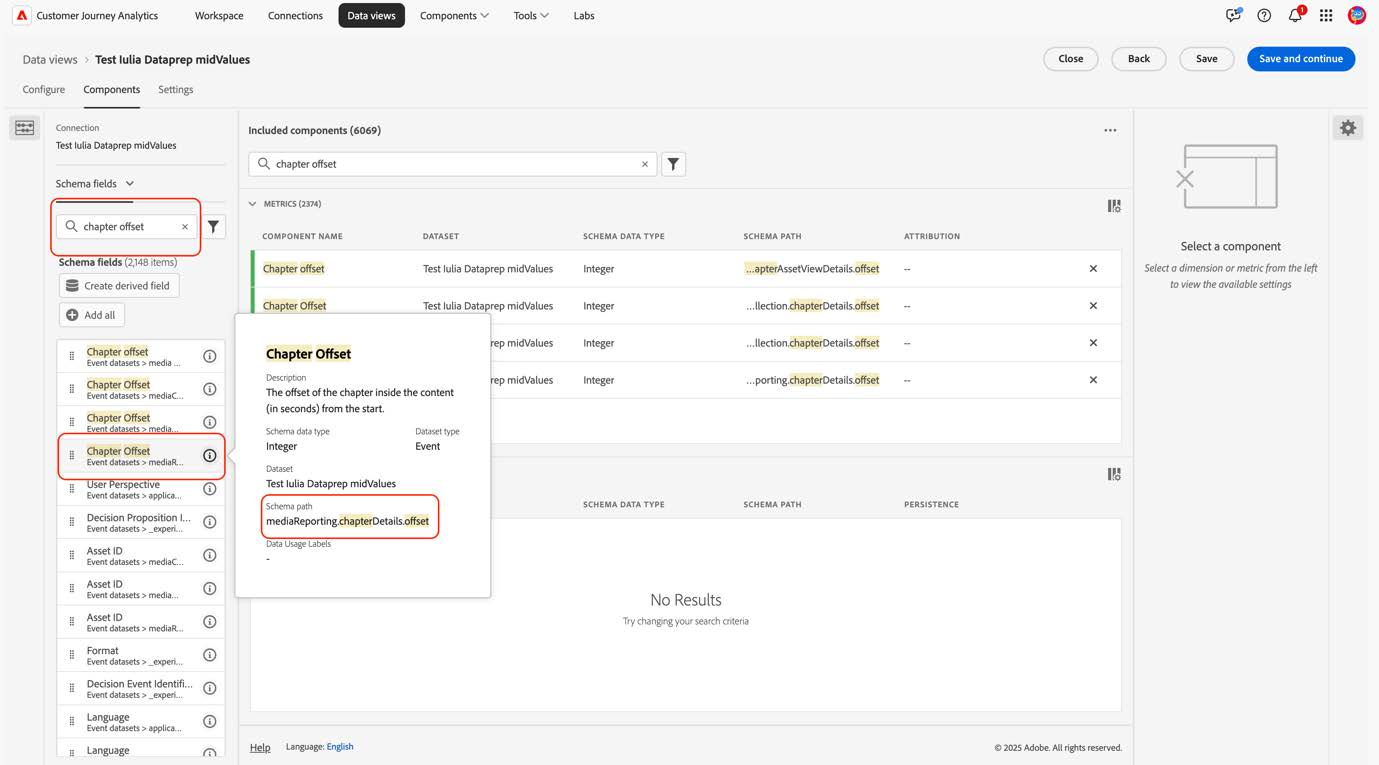 Customer Journey Analytics
Workspace
Connections
Data views
Components
Tools
Labs
1
Data views > Test Iulia Dataprep midValues
Close
Back
Save
Save and continue
Configure
Components
Settings
Connection
Test Iulia Dataprep midValues
Schema fields
chapter offset
Schema fields (2,148 items)
Create derived field
Add all
Chapter offset
Event datasets > media ...
Chapter Offset
Event datasets > mediaC...
Chapter Offset
Event datasets > media...
Chapter Offset
Event datasets > mediaR...
User Perspective
Event datasets > applica...
Decision Proposition I...
Event datasets > _experi...
Asset ID
Event datasets > mediaC...
Asset ID
Event datasets > media...
Asset ID
Event datasets > mediaR...
Format
Event datasets > _experi...
Decision Event Identifi...
Event datasets > _experi...
Language
Event datasets > applica...
Language
Included components (6069)
chapter offset
METRICS (2374)
COMPONENT NAME DATASET SCHEMA DATA TYPE SCHEMA PATH ATTRIBUTION
Chapter offset Test Iulia Dataprep midValues Integer ...apterAssetViewDetails.offset --
Chapter Offset Test Iulia Dataprep midValues Integer ...llection.chapterDetails.offset --
rep midValues Integer ...llection.chapterDetails.offset --
rep midValues Integer ...porting.chapterDetails.offset --
Chapter Offset
Description
The offset of the chapter inside the content
(in seconds) from the start.
Schema data type Dataset type
Integer Event
Dataset
Test Iulia Dataprep midValues
Schema path
mediaReporting.chapterDetails.offset
Data Usage Labels
-
SCHEMA DATA TYPE SCHEMA PATH PERSISTENCE
No Results
Try changing your search criteria
Select a component
Select a dimension or metric from the left
to view the available settings
Help Language: English
© 2025 Adobe. All rights reserved.